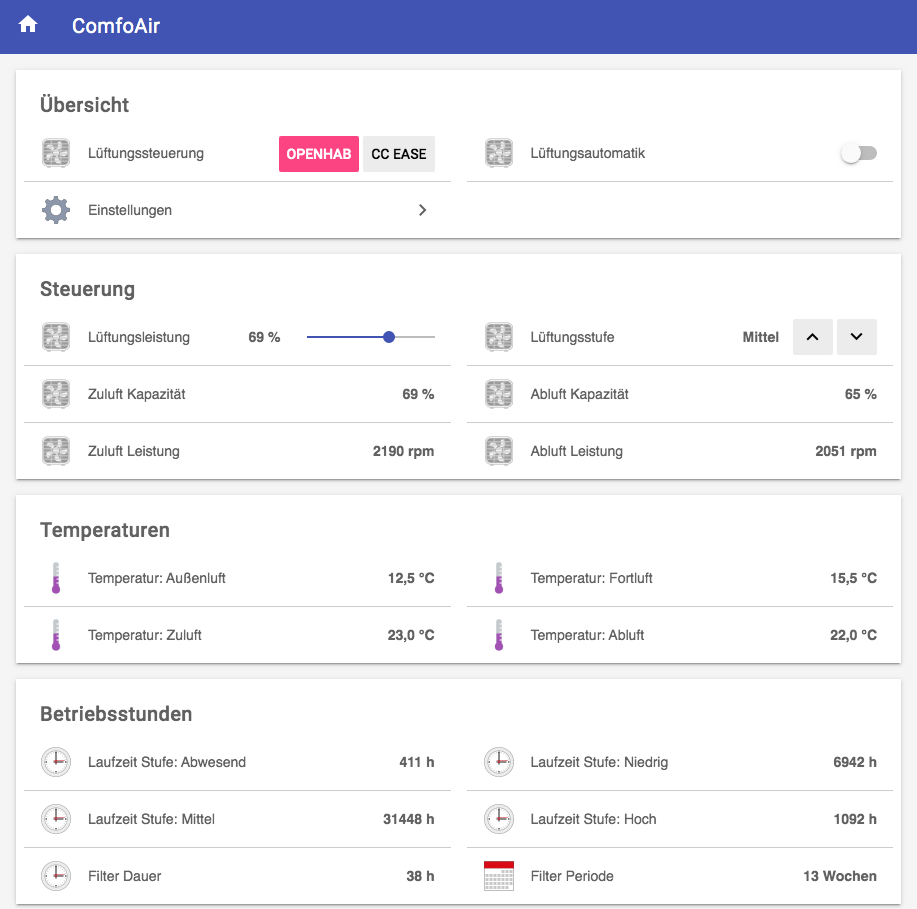 ComfoAir
Übersicht
Lüftungssteuerung OPENHAB CC EASE Lüftungsautomatik
Einstellungen
Steuerung
Lüftungsleistung 69 % Lüftungsstufe Mittel
Zuluft Kapazität 69 % Abluft Kapazität 65 %
Zuluft Leistung 2190 rpm Abluft Leistung 2051 rpm
Temperaturen
Temperatur: Außenluft 12,5 °C Temperatur: Fortluft 15,5 °C
Temperatur: Zuluft 23,0 °C Temperatur: Abluft 22,0 °C
Betriebsstunden
Laufzeit Stufe: Abwesend 411 h Laufzeit Stufe: Niedrig 6942 h
Laufzeit Stufe: Mittel 31448 h Laufzeit Stufe: Hoch 1092 h
Filter Dauer 38 h Filter Periode 13 Wochen